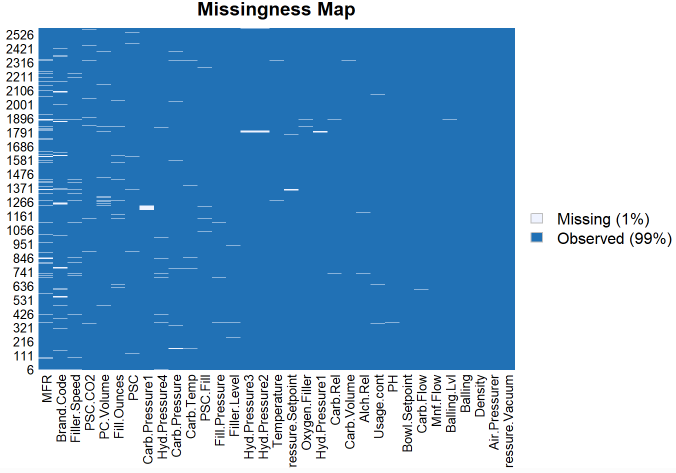 Missingness Map
2526
2421
2316
2211
2106
2001
1896
1791
1686
1581
1476
1371
1266
1161
1056
951
846
741
636
531
426
321
216
111
6
Missing (1%)
Observed (99%)
MFR
Brand.Code
Filler.Speed
PSC.CO2
PC.Volume
Fill.Ounces
PSC
Carb.Pressure1
Hyd.Pressure4
Carb.Pressure
Carb.Temp
PSC.Fill
Fill.Pressure
Filler.Level
Hyd.Pressure3
Hyd.Pressure2
Temperature
ressure.Setpoint
Oxygen.Filler
Hyd.Pressure1
Carb.Rel
Carb.Volume
Alch.Rel
Usage.cont
PH
Bowl.Setpoint
Carb.Flow
Mnf.Flow
Balling.Lvl
Balling
Density
Air.Pressurer
ressure.Vacuum